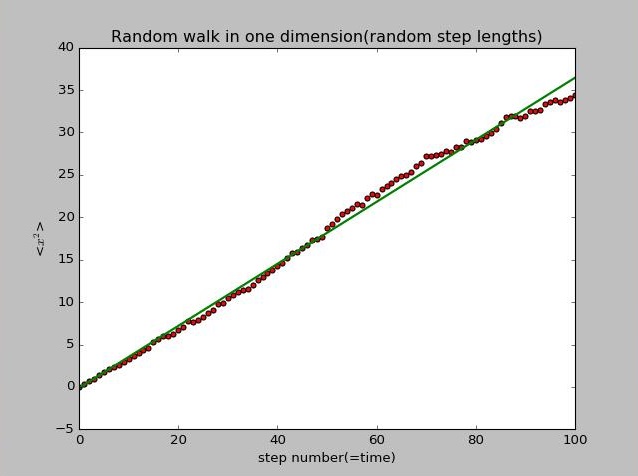 Random walk in one dimension(random step lengths)
40
35
30
25
20
15
10
5
0
−5
<x²>
0 20 40 60 80 100
step number(=time)